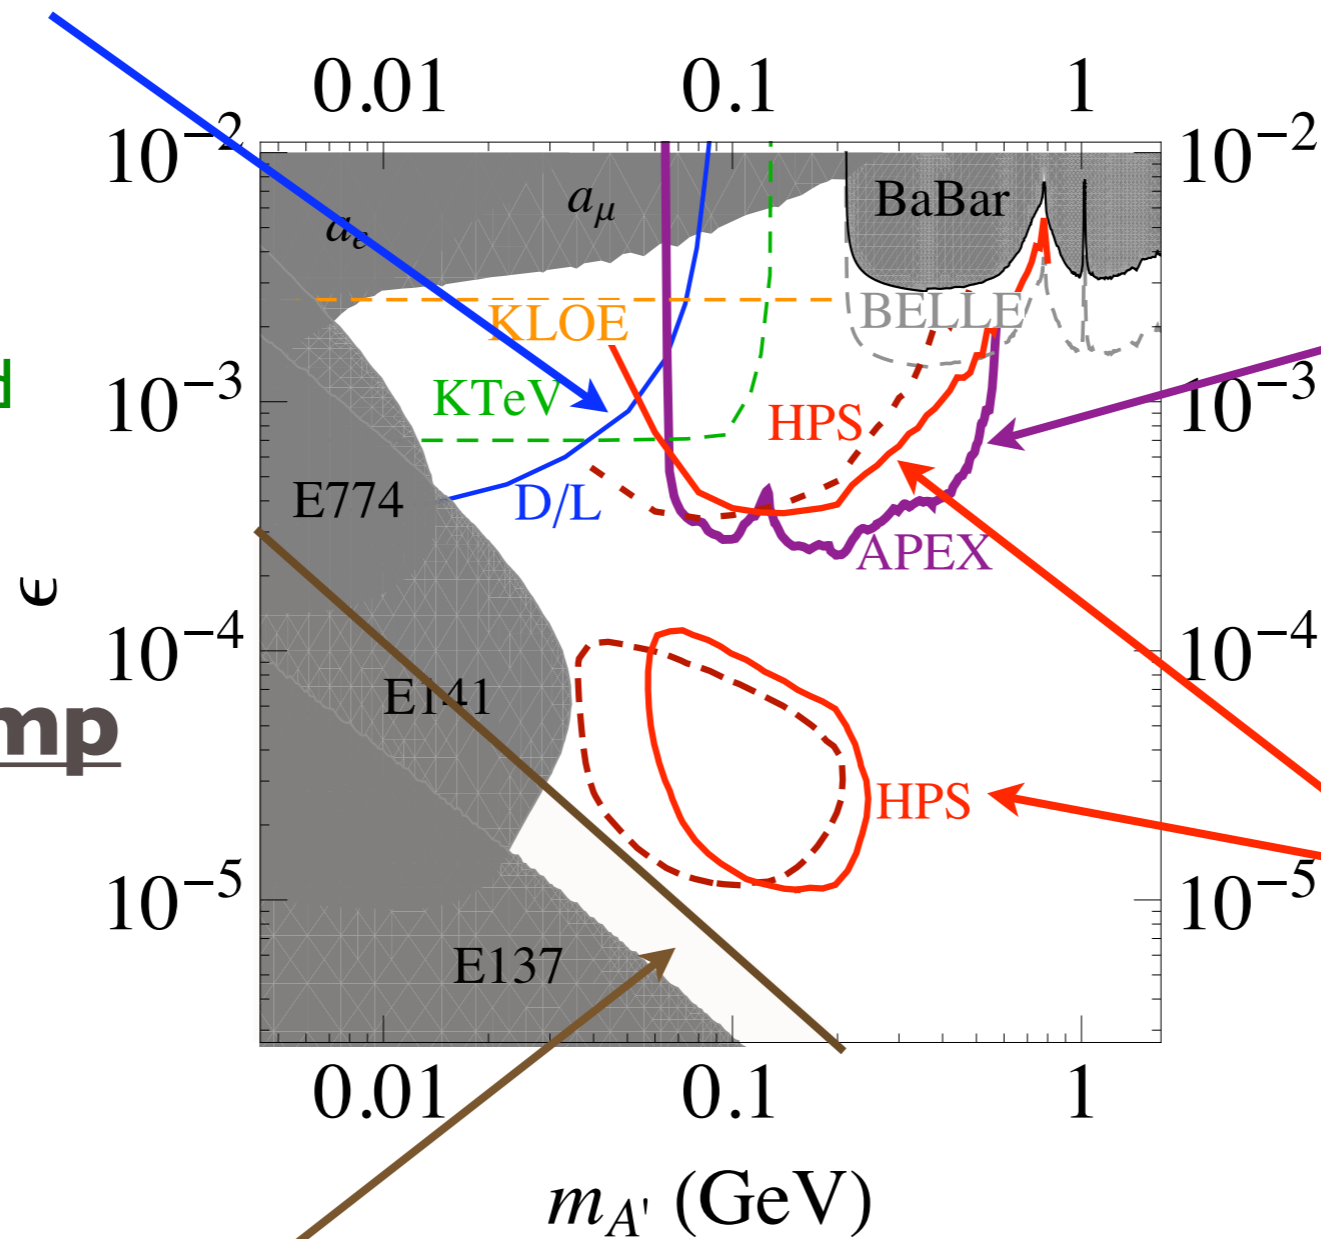 0.01 0.1 1
10⁻² 10⁻²
a_μ BaBar
a_e
KLOE BELLE
d
10⁻³ KTeV 10⁻³
HPS
E774 D/L
APEX
ϵ
10⁻⁴ 10⁻⁴
E141
mp
HPS
10⁻⁵ 10⁻⁵
E137
0.01 0.1 1
m_A' (GeV)